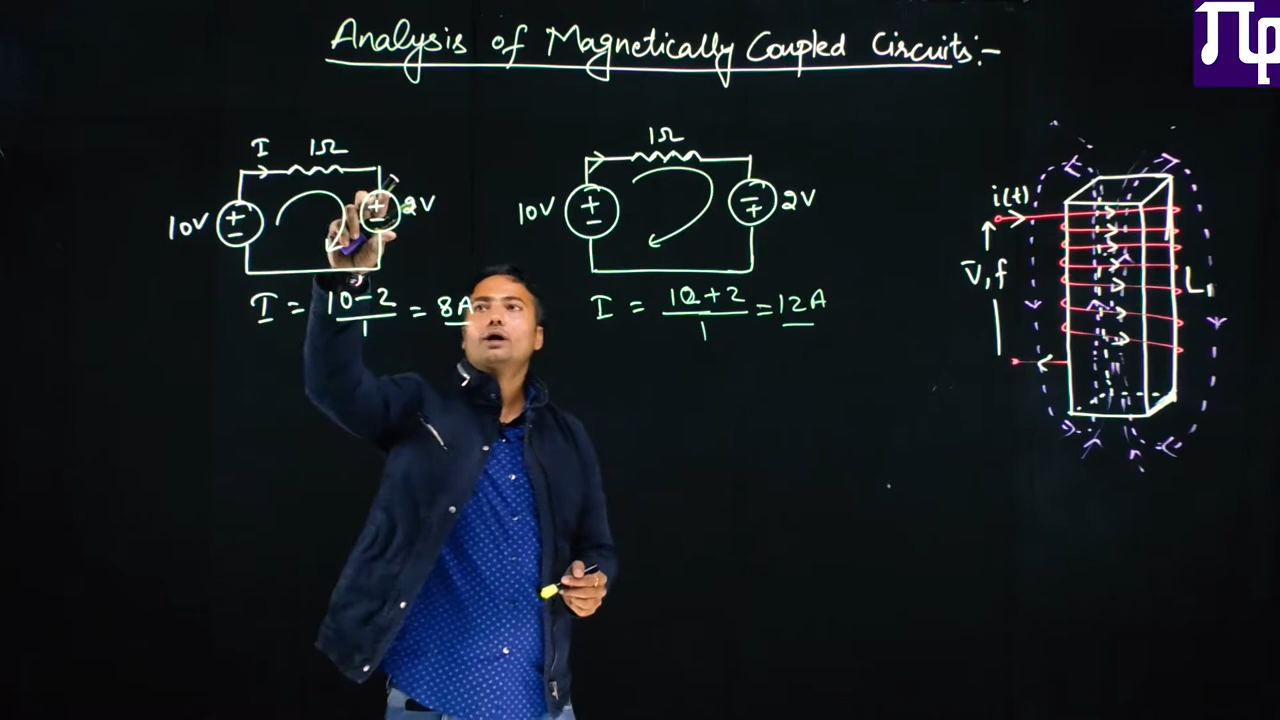 Analysis of Magnetically Coupled Circuits:-
πφ
I 1Ω
10V + - + - 2V
I = 10-2/1 = 8A
1Ω
10V + - - + 2V
I = 10+2/1 = 12A
i(t)
V, f
L1